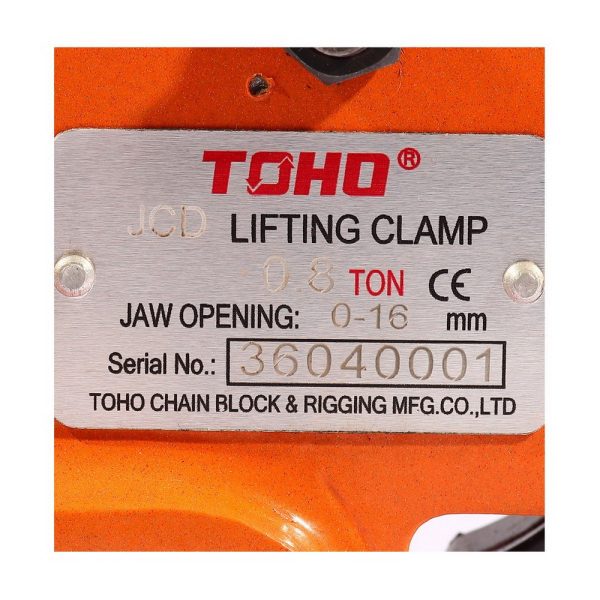 TOHO®
JCD LIFTING CLAMP
0.8 TON CE
JAW OPENING: 0-16 mm
Serial No.: 36040001
TOHO CHAIN BLOCK & RIGGING MFG.CO.,LTD